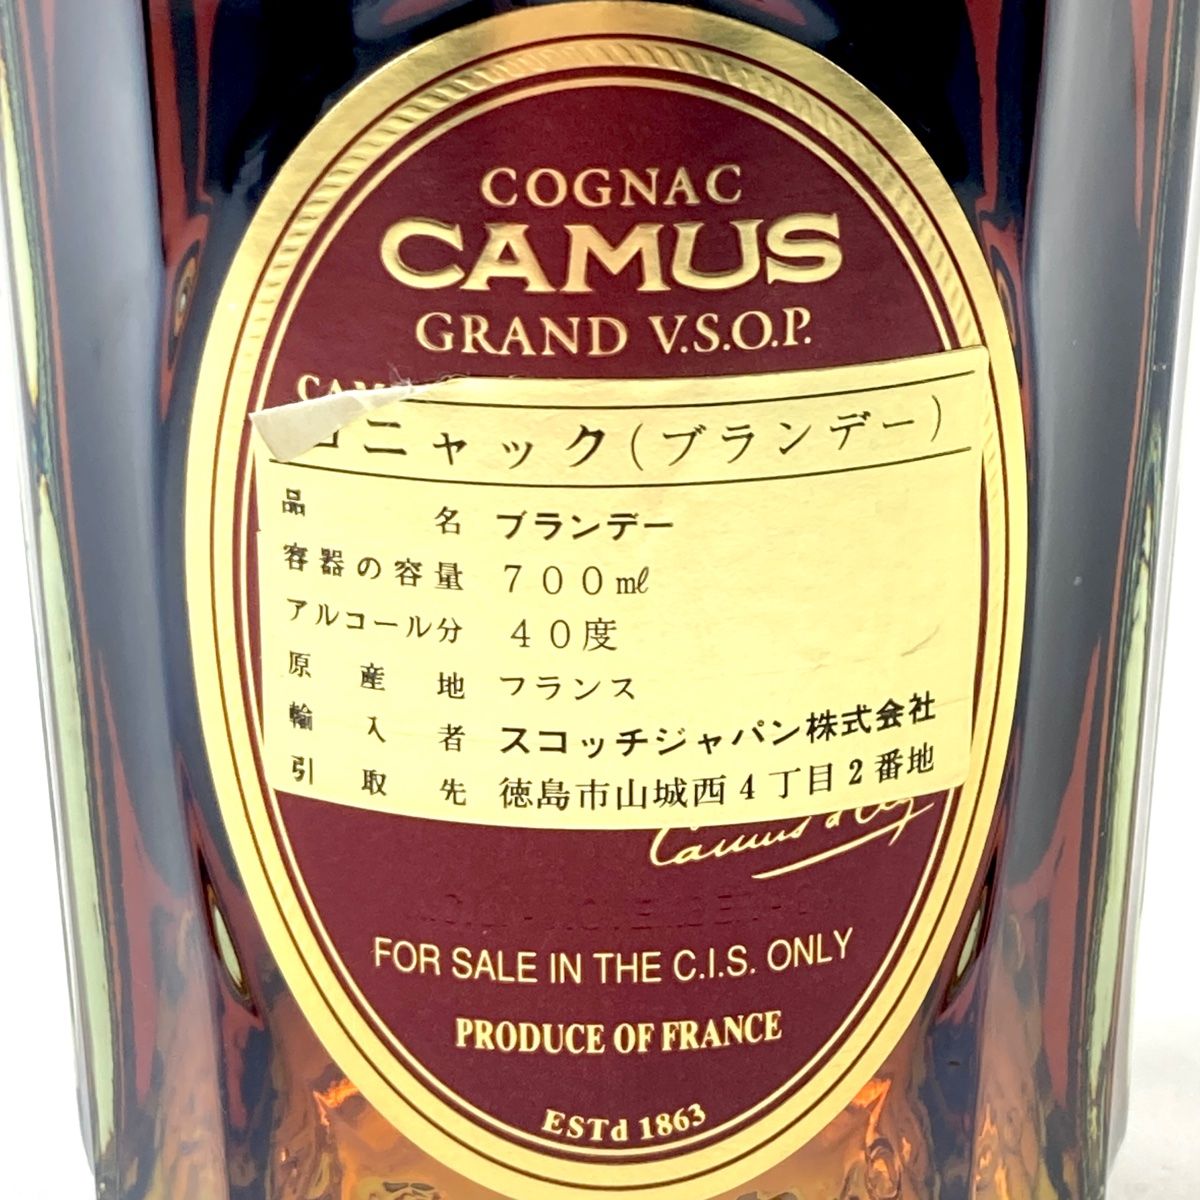 COGNAC
CAMUS
GRAND V.S.O.P.
コニャック(ブランデー)
品名 ブランデー
容器の容量 700㎖
アルコール分 40度
原産地 フランス
輸入者 スコッチジャパン株式会社
引取先 徳島市山城西4丁目2番地
FOR SALE IN THE C.I.S. ONLY
PRODUCE OF FRANCE
ESTd 1863